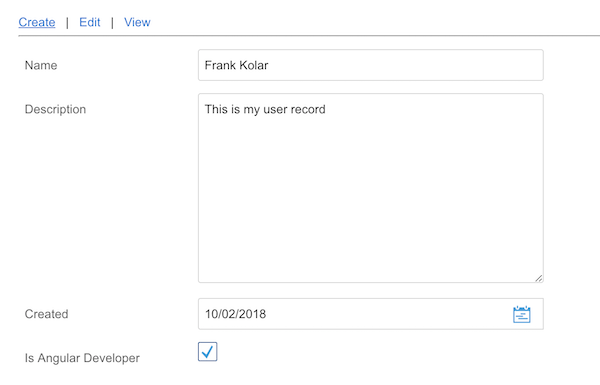 Create | Edit | View
Name Frank Kolar
Description This is my user record
Created 10/02/2018
Is Angular Developer